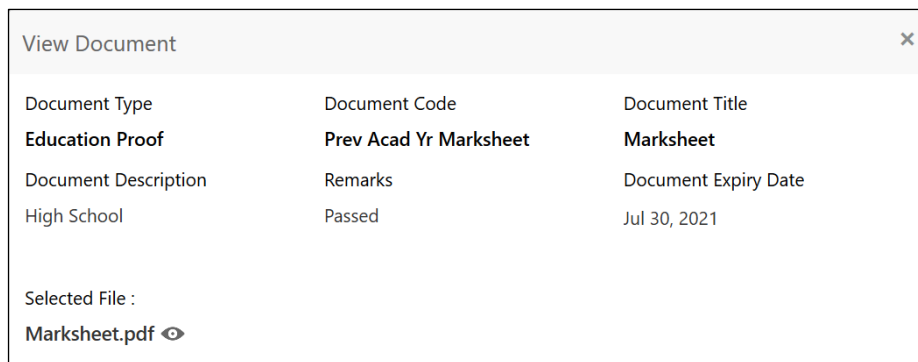 View Document ×
Document Type Document Code Document Title
Education Proof Prev Acad Yr Marksheet Marksheet
Document Description Remarks Document Expiry Date
High School Passed Jul 30, 2021
Selected File :
Marksheet.pdf